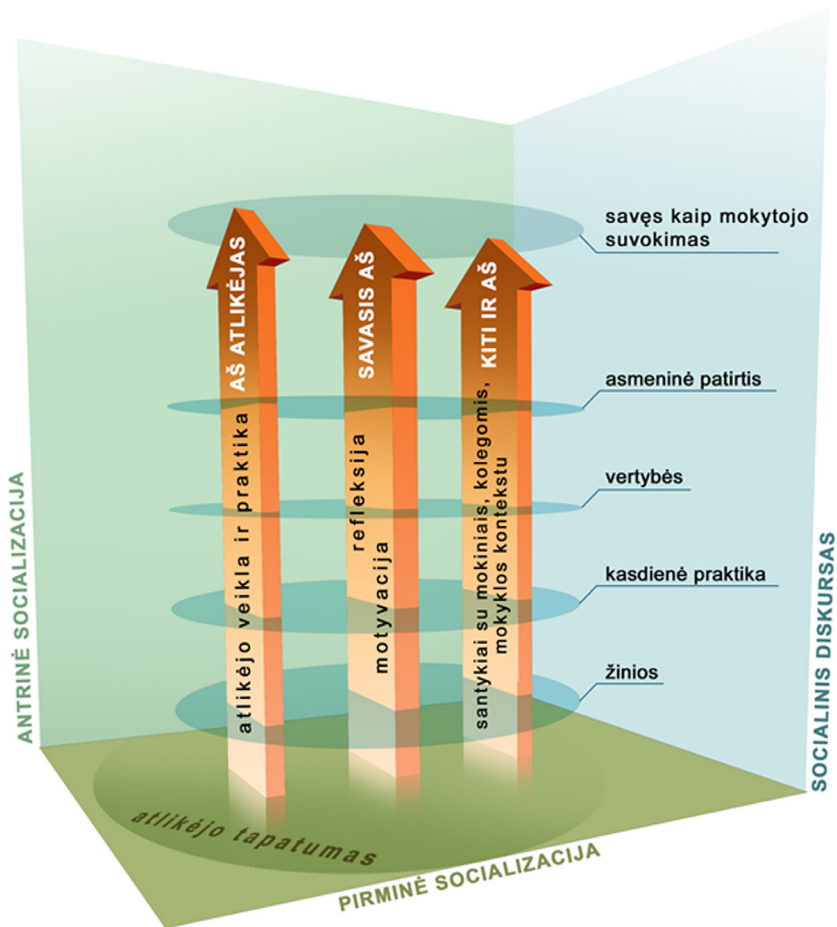 savęs kaip mokytojo
suvokimas
AŠ ATLIKĖJAS
SAVASIS AŠ
KITI IR AŠ
asmeninė patirtis
atlikėjo veikla ir praktika
refleksija
motyvacija
santykiai su mokiniais, kolegomis,
mokyklos kontekstu
vertybės
kasdienė praktika
žinios
ANTRINĖ SOCIALIZACIJA
SOCIALINIS DISKURSAS
atlikėjo tapatumas
PIRMINĖ SOCIALIZACIJA